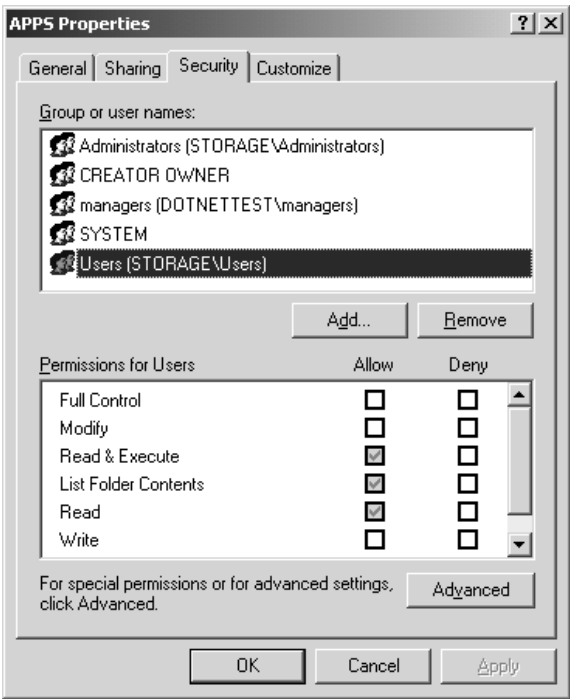 APPS Properties
General Sharing Security Customize
Group or user names:
Administrators (STORAGE\Administrators)
CREATOR OWNER
managers (DOTNETTEST\managers)
SYSTEM
Users (STORAGE\Users)
Add... Remove
Permissions for Users Allow Deny
Full Control
Modify
Read & Execute
List Folder Contents
Read
Write
For special permissions or for advanced settings,
click Advanced.
Advanced
OK Cancel Apply